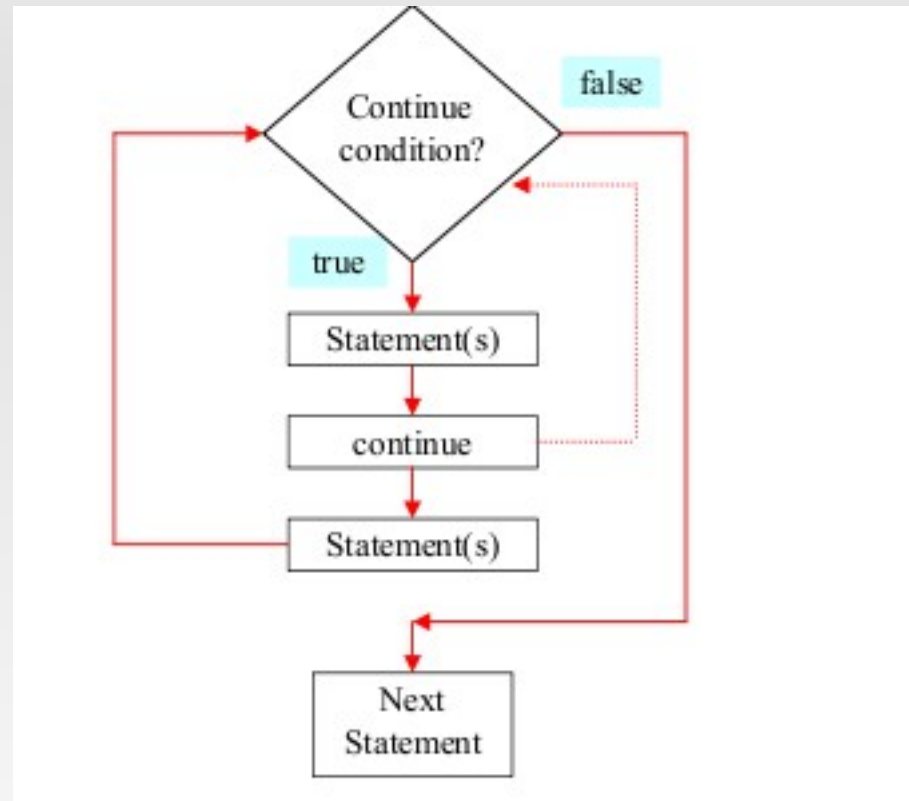 Continue
condition?
false
true
Statement(s)
continue
Statement(s)
Next
Statement